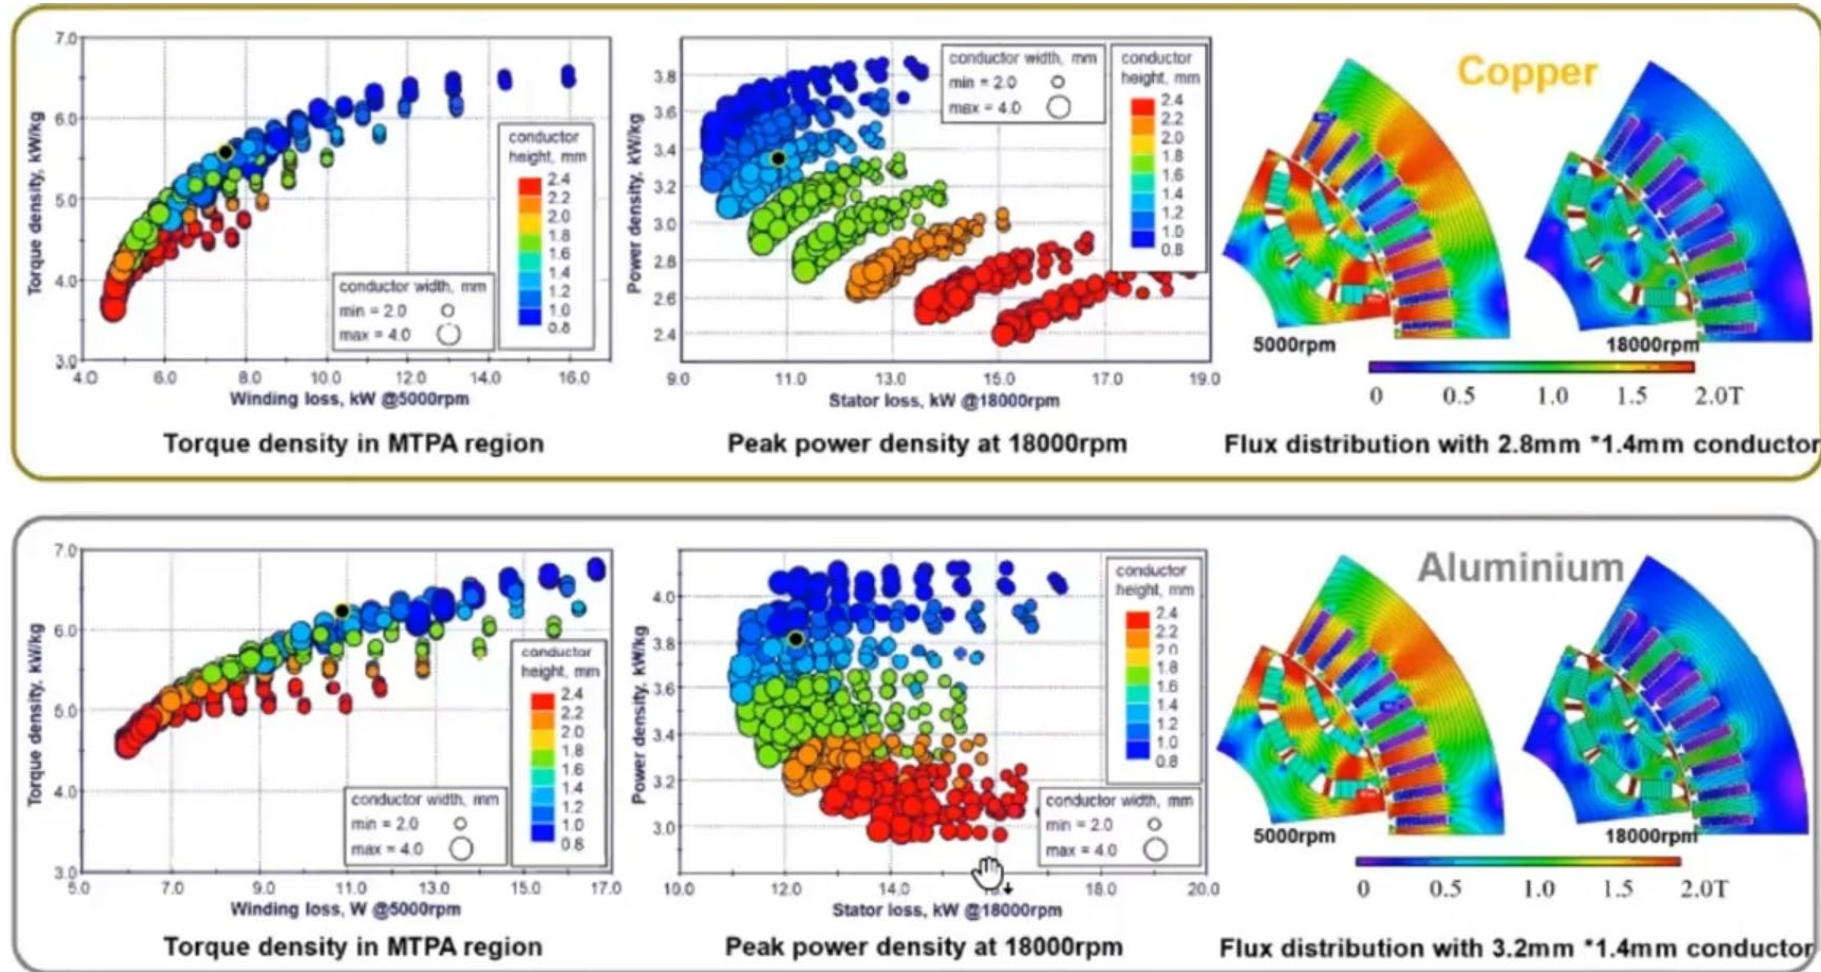 7.0
6.0
5.0
4.0
3.0
Torque density, kW/kg
4.0 6.0 8.0 10.0 12.0 14.0 16.0
Winding loss, kW @5000rpm
conductor
height, mm
2.4
2.2
2.0
1.8
1.6
1.4
1.2
1.0
0.8
conductor width, mm
min = 2.0
max = 4.0
Torque density in MTPA region
3.8
3.6
3.4
3.2
3.0
2.8
2.6
2.4
Power density, kW/kg
9.0 11.0 13.0 15.0 17.0 19.0
Stator loss, kW @18000rpm
conductor width, mm
min = 2.0
max = 4.0
conductor
height, mm
2.4
2.2
2.0
1.8
1.6
1.4
1.2
1.0
0.8
Peak power density at 18000rpm
Copper
5000rpm
18000rpm
0 0.5 1.0 1.5 2.0T
Flux distribution with 2.8mm *1.4mm conductor
7.0
6.0
5.0
4.0
3.0
Torque density, kW/kg
5.0 7.0 9.0 11.0 13.0 15.0 17.0
Winding loss, W @5000rpm
conductor
height, mm
2.4
2.2
2.0
1.8
1.6
1.4
1.2
1.0
0.8
conductor width, mm
min = 2.0
max = 4.0
Torque density in MTPA region
4.0
3.8
3.6
3.4
3.2
3.0
Power density, kW/kg
10.0 12.0 14.0 18.0 20.0
Stator loss, kW @18000rpm
conductor
height, mm
2.4
2.2
2.0
1.8
1.6
1.4
1.2
1.0
0.8
conductor width, mm
min = 2.0
max = 4.0
Peak power density at 18000rpm
Aluminium
5000rpm
18000rpm
0 0.5 1.0 1.5 2.0T
Flux distribution with 3.2mm *1.4mm conductor